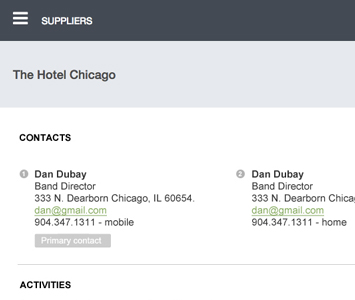 SUPPLIERS
The Hotel Chicago
CONTACTS
1 Dan Dubay
Band Director
333 N. Dearborn Chicago, IL 60654.
dan@gmail.com
904.347.1311 - mobile
Primary contact
2 Dan Dubay
Band Director
333 N. Dearborn Chica
dan@gmail.com
904.347.1311 - home
ACTIVITIES